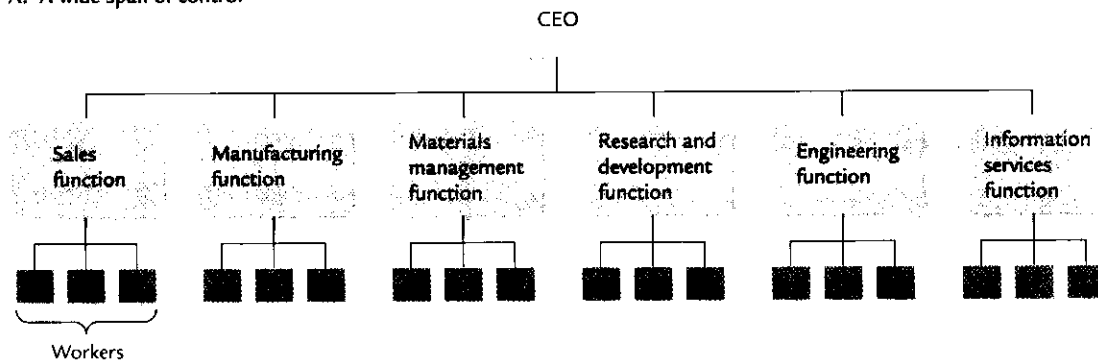 A. A wide span of control
CEO
Sales
function
Manufacturing
function
Materials
management
function
Research and
development
function
Engineering
function
Information
services
function
Workers